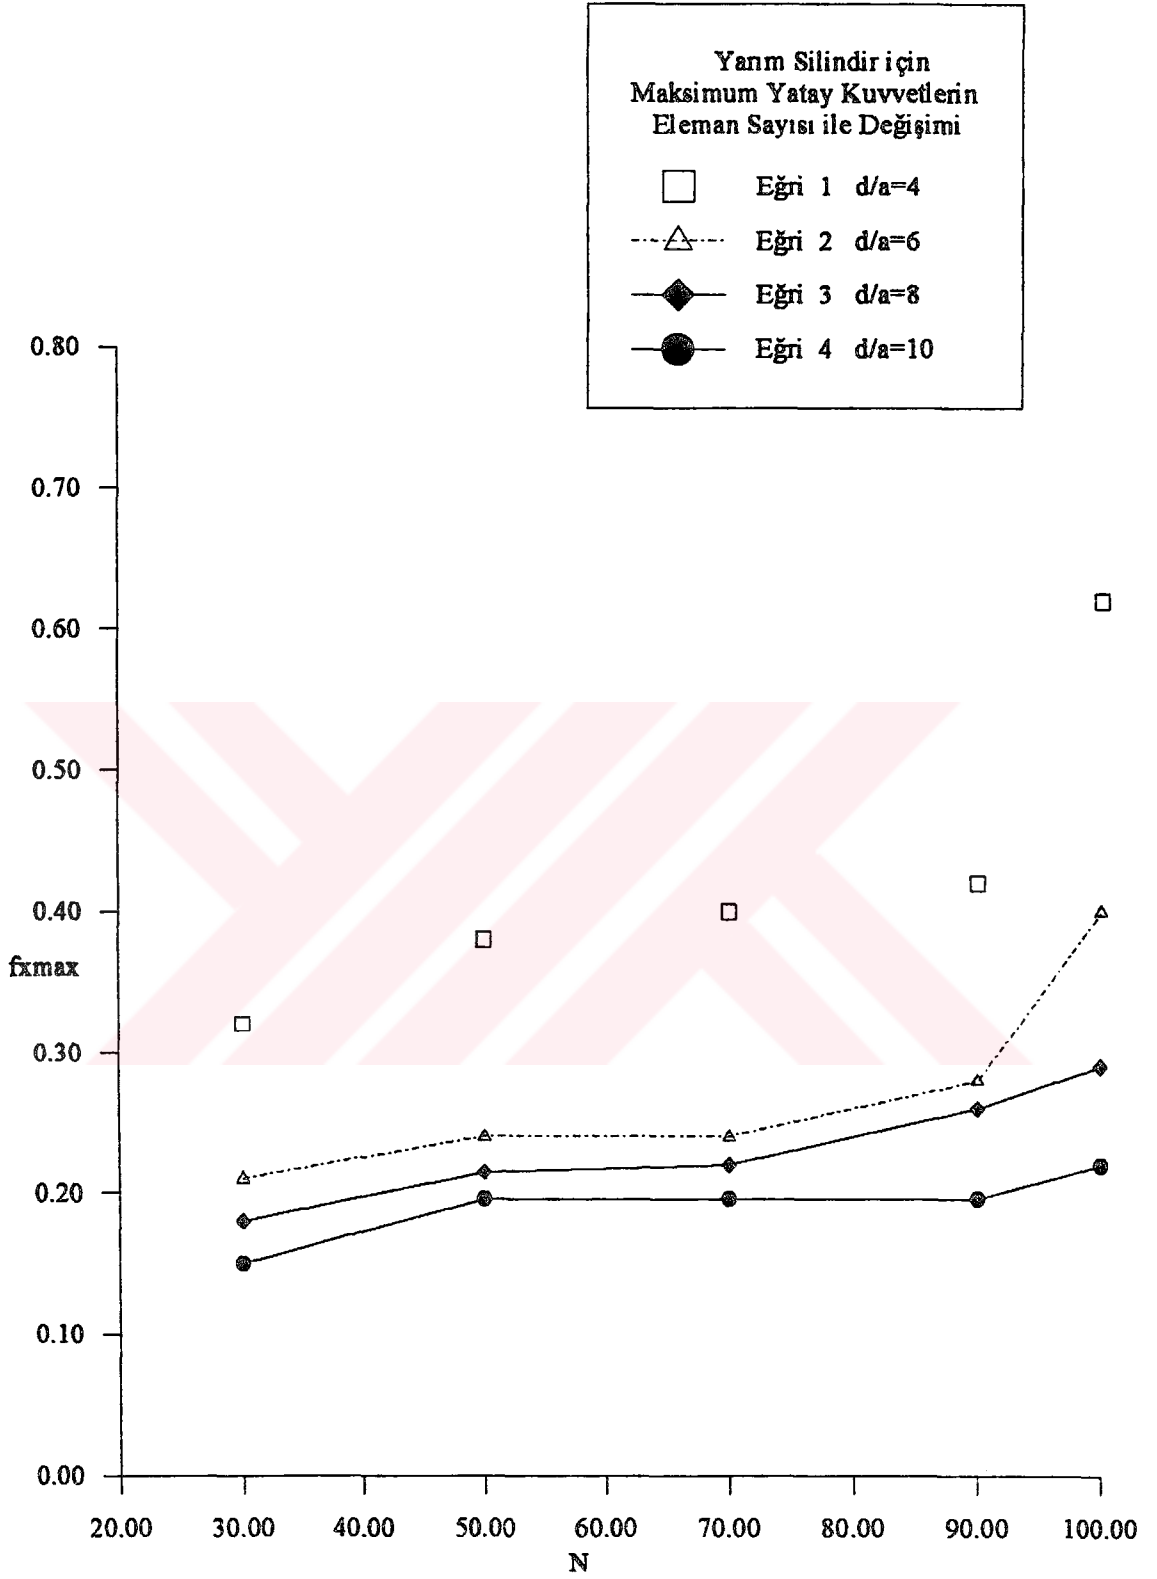 Yarım Silindir için
Maksimum Yatay Kuvvetlerin
Eleman Sayısı ile Değişimi
Eğri 1 d/a=4
Eğri 2 d/a=6
Eğri 3 d/a=8
Eğri 4 d/a=10
0.80
0.70
0.60
0.50
0.40
fxmax
0.30
0.20
0.10
0.00
20.00 30.00 40.00 50.00 60.00 70.00 80.00 90.00 100.00
N